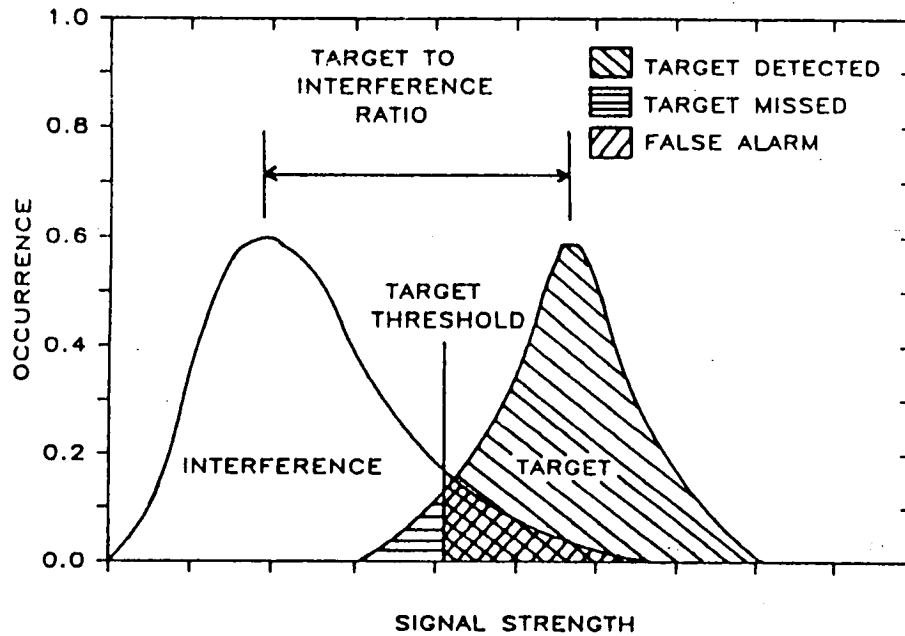 1.0
0.8
0.6
0.4
0.2
0.0
OCCURRENCE
TARGET TO
INTERFERENCE
RATIO
TARGET DETECTED
TARGET MISSED
FALSE ALARM
TARGET
THRESHOLD
INTERFERENCE
TARGET
SIGNAL STRENGTH